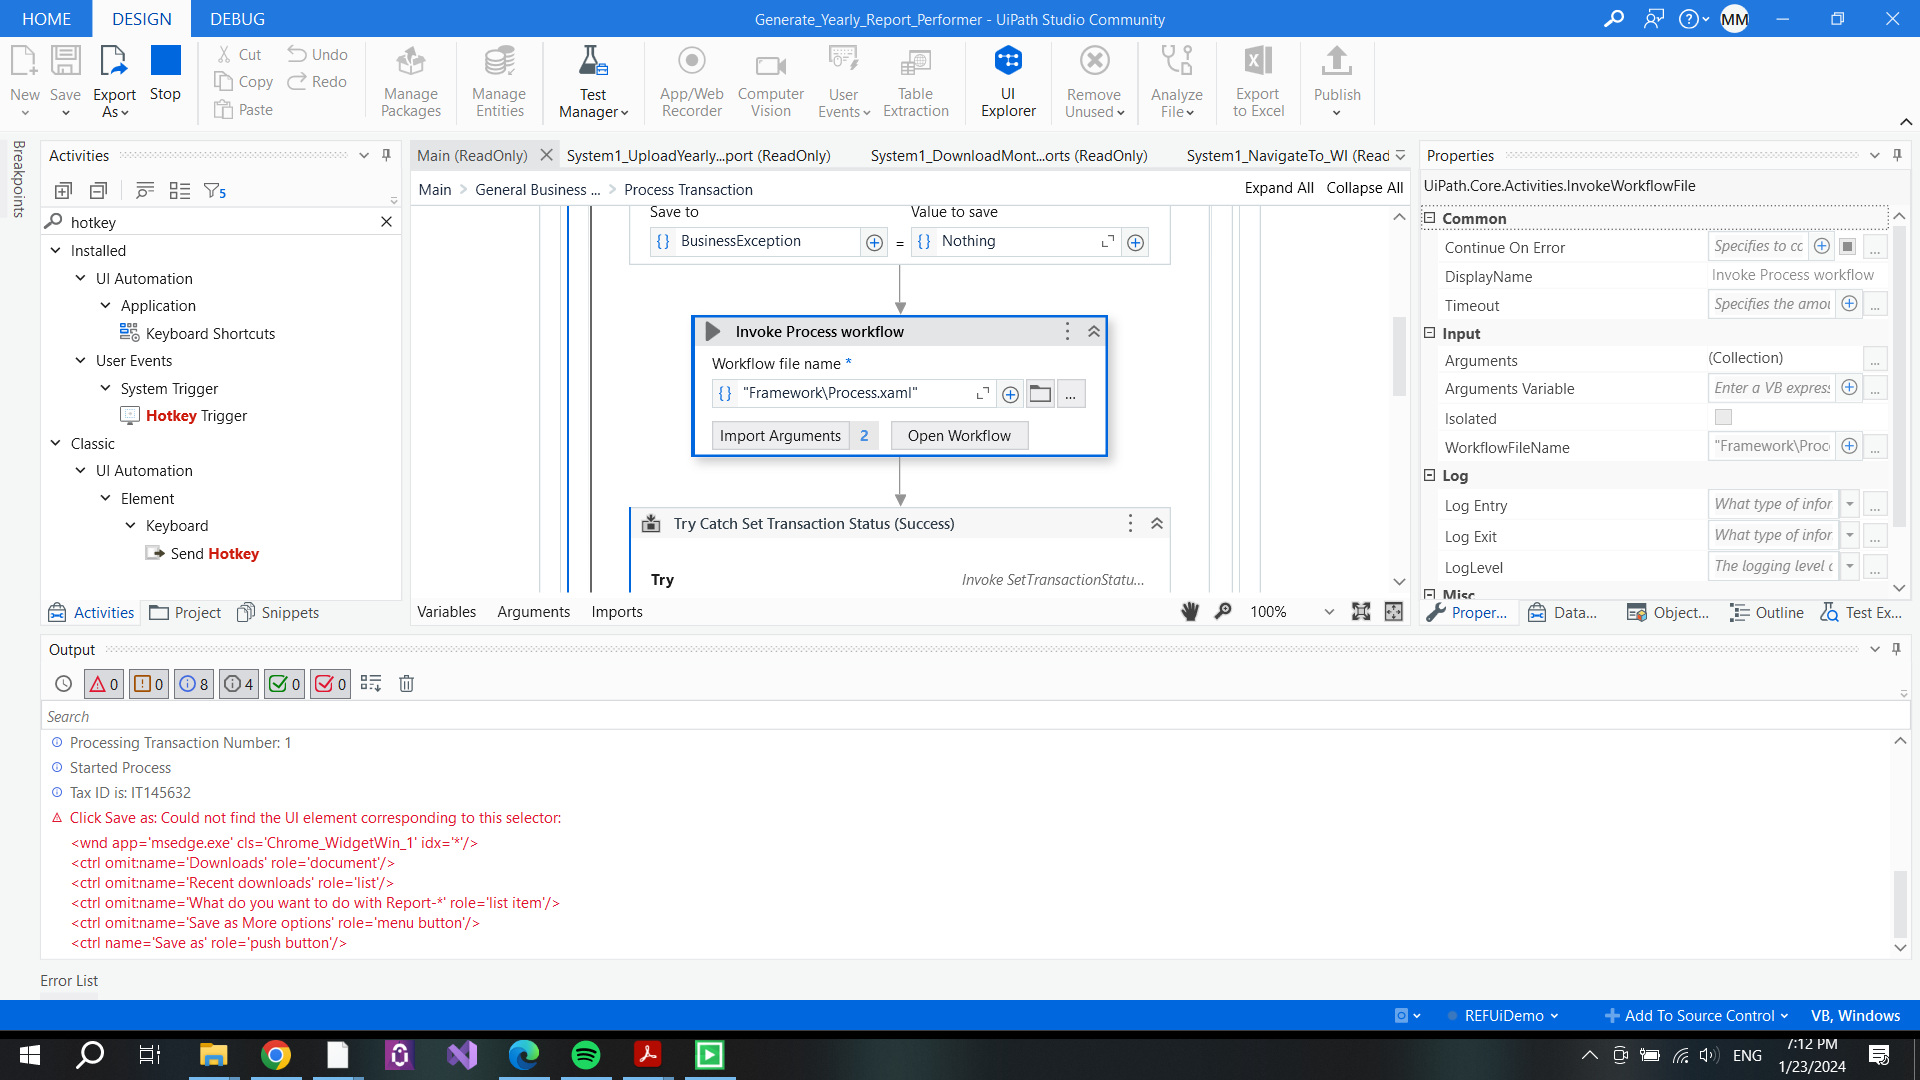 HOME
DESIGN
DEBUG
Generate_Yearly_Report_Performer - UiPath Studio Community
MM
New
Save
Export As
Stop
Cut
Copy
Paste
Undo
Redo
Manage Packages
Manage Entities
Test Manager
App/Web Recorder
Computer Vision
User Events
Table Extraction
UI Explorer
Remove Unused
Analyze File
Export to Excel
Publish
Breakpoints
Activities
5
hotkey
Installed
UI Automation
Application
Keyboard Shortcuts
User Events
System Trigger
Hotkey Trigger
Classic
UI Automation
Element
Keyboard
Send Hotkey
Activities
Project
Snippets
Main (ReadOnly)
System1_UploadYearly...port (ReadOnly)
System1_DownloadMont...orts (ReadOnly)
System1_NavigateTo_WI (Read
Main > General Business ... > Process Transaction
Expand All
Collapse All
Save to
Value to save
{} BusinessException
=
{} Nothing
Invoke Process workflow
Workflow file name *
{} "Framework\Process.xaml"
...
Import Arguments 2
Open Workflow
Try Catch Set Transaction Status (Success)
Try
Invoke SetTransactionStatu...
Variables
Arguments
Imports
100%
Properties
UiPath.Core.Activities.InvokeWorkflowFile
Common
Continue On Error Specifies to cc ...
DisplayName Invoke Process workflow
Timeout Specifies the amou ...
Input
Arguments (Collection) ...
Arguments Variable Enter a VB express ...
Isolated
WorkflowFileName "Framework\Proc ...
Log
Log Entry What type of infor ...
Log Exit What type of infor ...
LogLevel The logging level c ...
Misc
Proper...
Data...
Object...
Outline
Test Ex...
Output
0
0
8
4
0
0
Search
Processing Transaction Number: 1
Started Process
Tax ID is: IT145632
Click Save as: Could not find the UI element corresponding to this selector:
<wnd app='msedge.exe' cls='Chrome_WidgetWin_1' idx='*'/>
<ctrl omit:name='Downloads' role='document'/>
<ctrl omit:name='Recent downloads' role='list'/>
<ctrl omit:name='What do you want to do with Report-*' role='list item'/>
<ctrl omit:name='Save as More options' role='menu button'/>
<ctrl name='Save as' role='push button'/>
Error List
REFUiDemo
Add To Source Control
VB, Windows
ENG
7:12 PM
1/23/2024